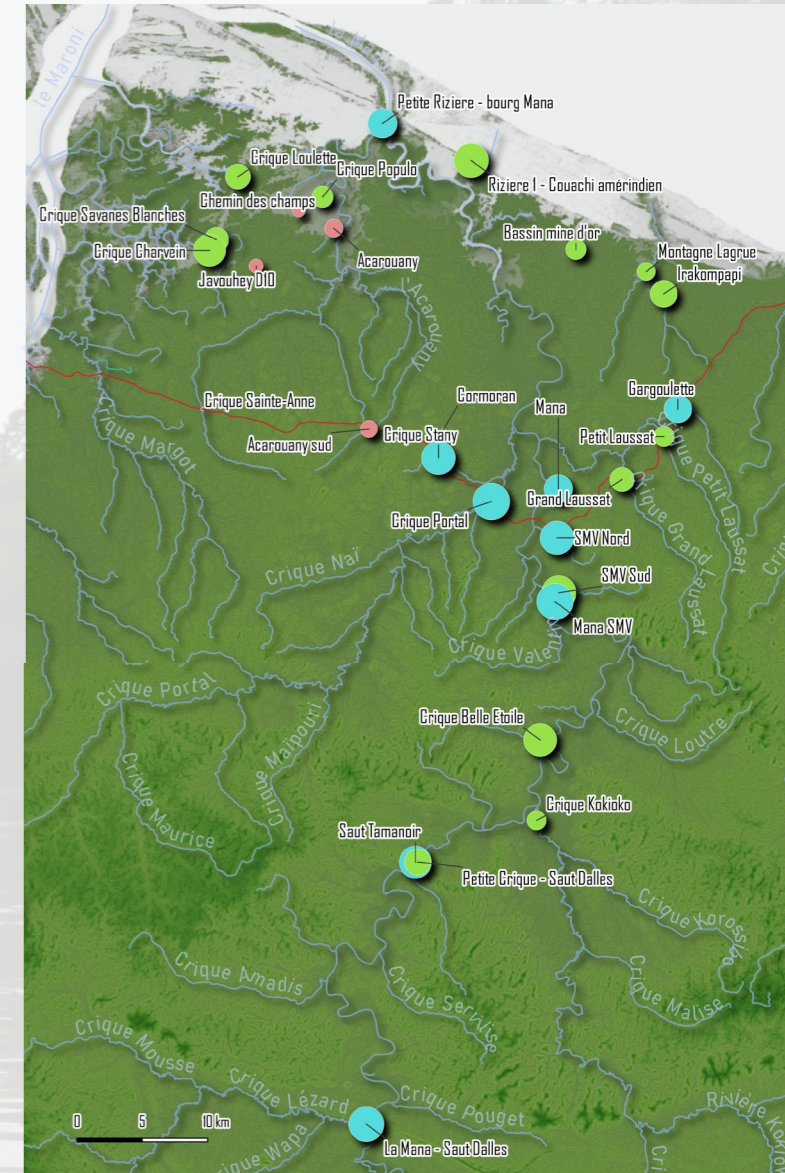 le Maroni
la Mana
Petite Riziere - bourg Mana
Crique Loulette
Crique Populo
Riziere 1 - Couachi amérindien
Chemin des champs
Crique Savanes Blanches
Bassin mine d'or
Crique Charvein
Acarouany
Montagne Lagrue
Irakompapi
Javouhey D10
L'Acarouany
Gargoulette
Crique Sainte-Anne
Cormoran
Mana
Crique Margot
Acarouany sud
Crique Stany
Petit Laussat
Crique Petit Laussat
Grand Laussat
Crique Grand Laussat
Crique Portal
SMV Nord
Crique Naï
SMV Sud
Mana SMV
Crique Portal
Crique Maipouri
Crique Belle Etoile
Crique Loutre
Crique Maurice
Crique Kokioko
Saut Tamanoir
Petite Crique - Saut Dalles
Crique Korossibo
Crique Amadis
Crique Servilise
Crique Malise
Crique Mousse
Crique Lézard
Crique Pouget
0 5 10 km
Crique Wapa
La Mana - Saut Dalles